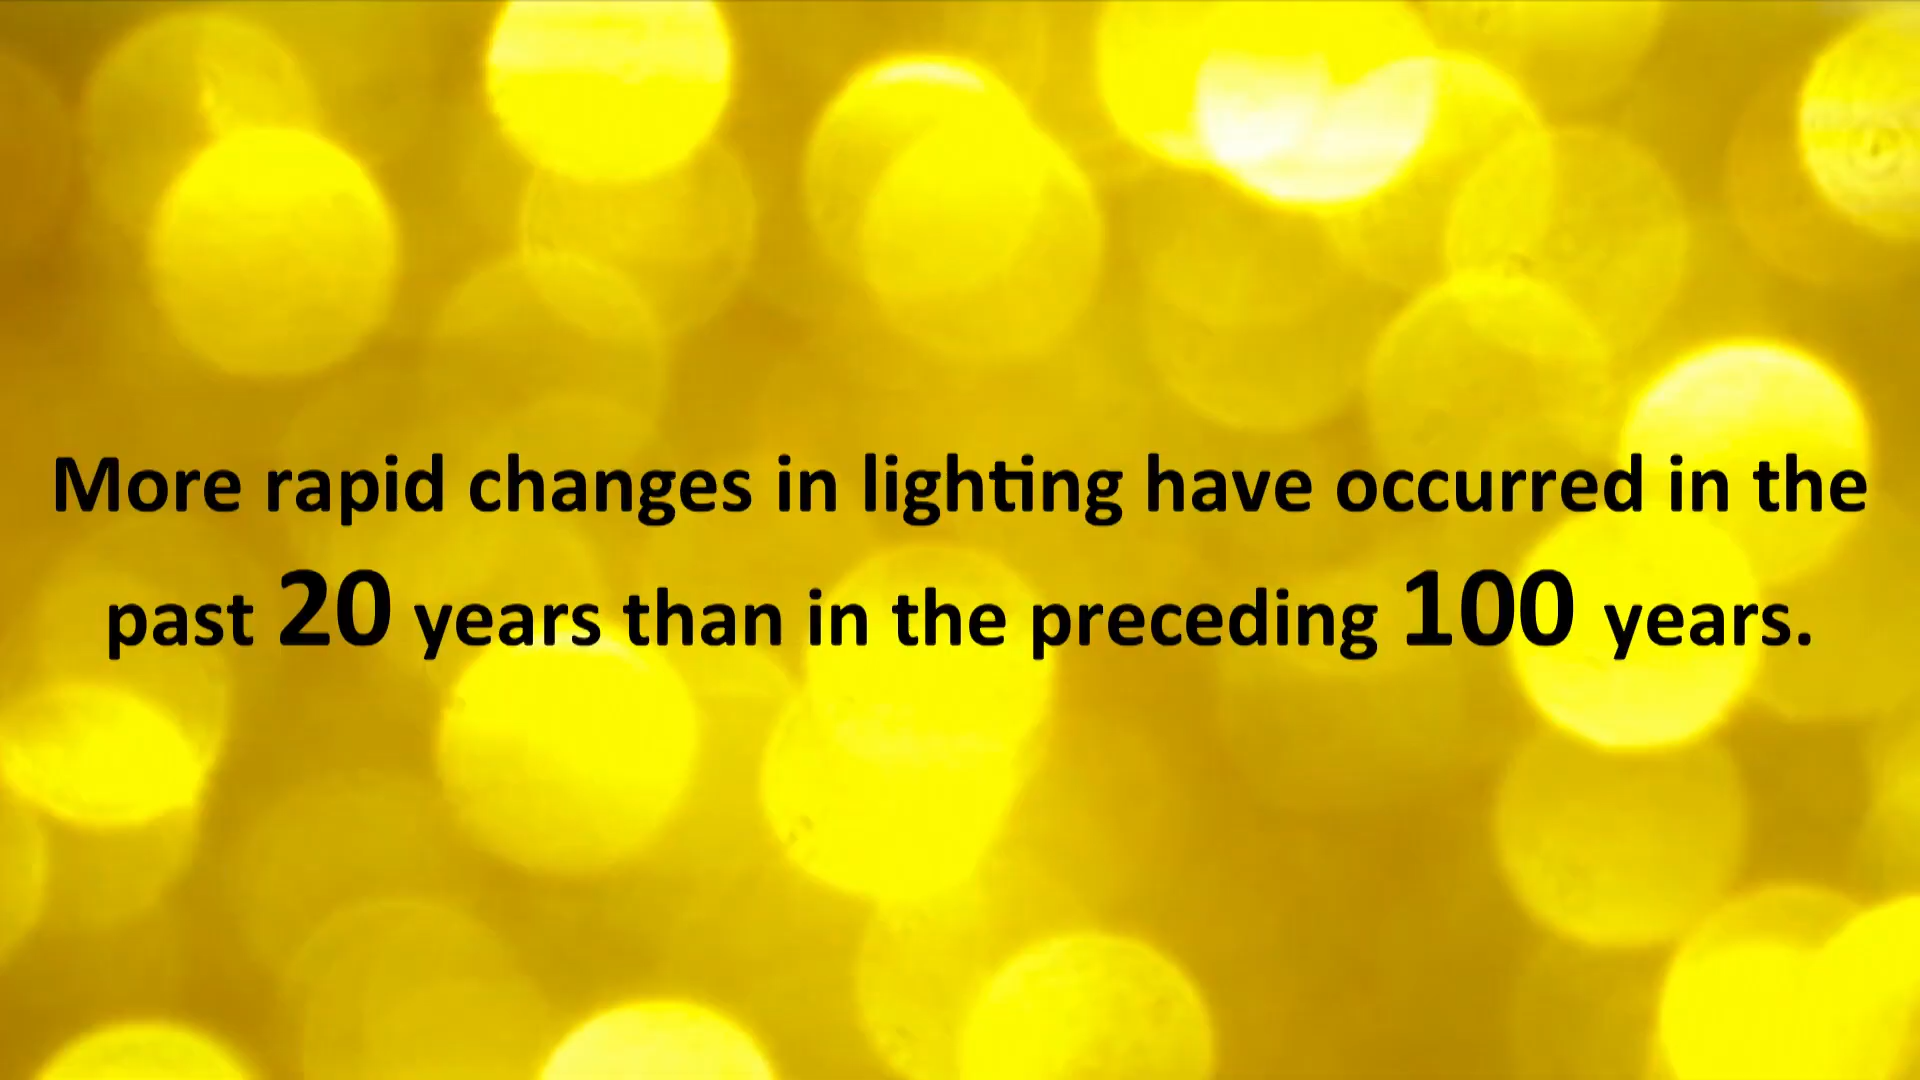 More rapid changes in lighting have occurred in the
past 20 years than in the preceding 100 years.